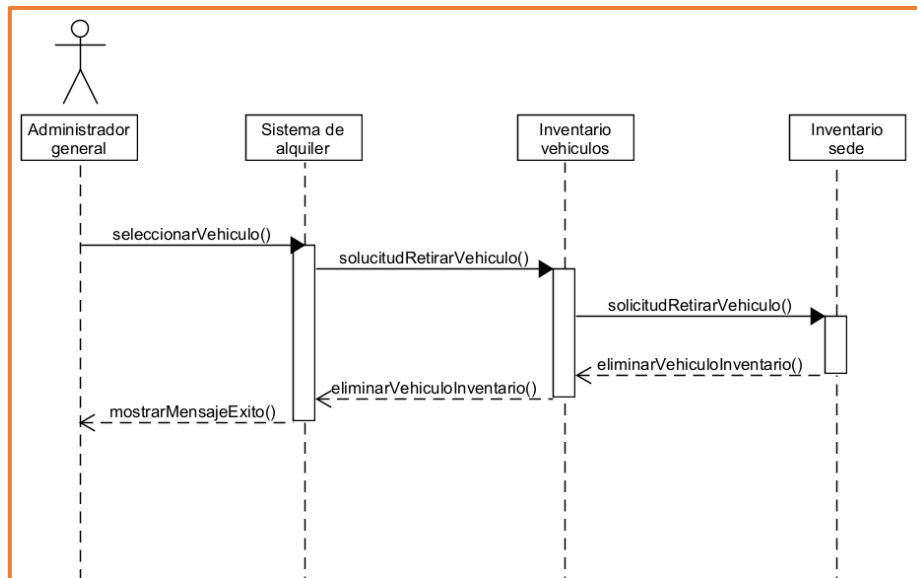 Administrador
general
Sistema de
alquiler
Inventario
vehiculos
Inventario
sede
seleccionarVehiculo()
solucitudRetirarVehiculo()
solicitudRetirarVehiculo()
eliminarVehiculoInventario()
eliminarVehiculoInventario()
mostrarMensajeExito()